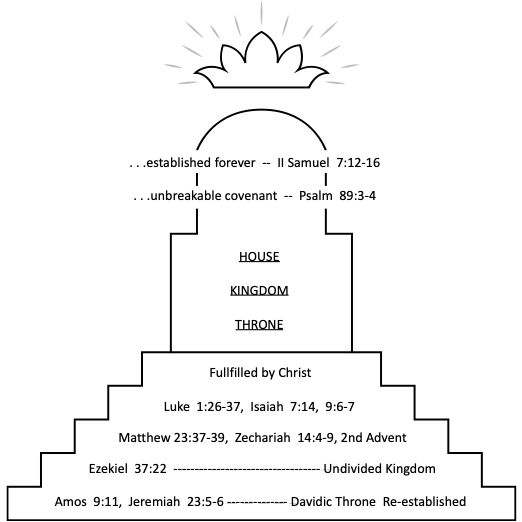 . . .established forever -- II Samuel 7:12-16
. . .unbreakable covenant -- Psalm 89:3-4
HOUSE
KINGDOM
THRONE
Fullfilled by Christ
Luke 1:26-37, Isaiah 7:14, 9:6-7
Matthew 23:37-39, Zechariah 14:4-9, 2nd Advent
Ezekiel 37:22 ---------------------------------- Undivided Kingdom
Amos 9:11, Jeremiah 23:5-6 -------------- Davidic Throne Re-established